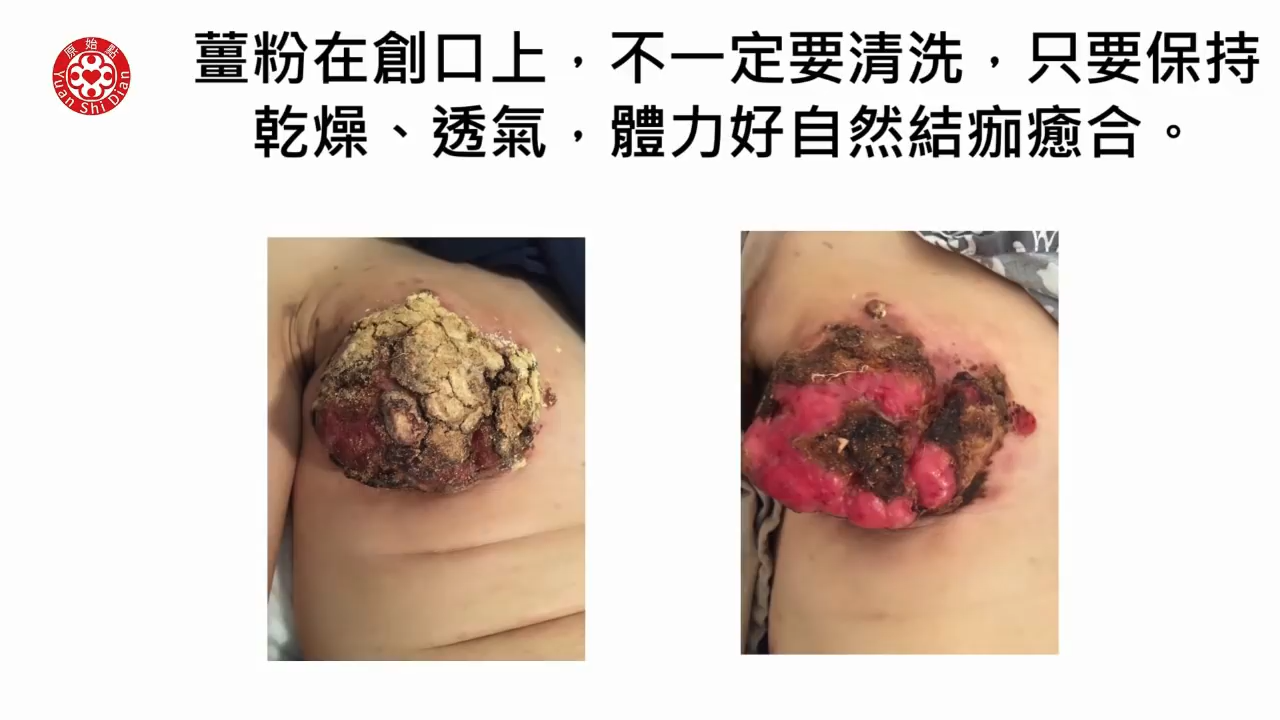 原始點
Yuan Shi Dian
薑粉在創口上，不一定要清洗，只要保持
乾燥、透氣，體力好自然結痂癒合。
W